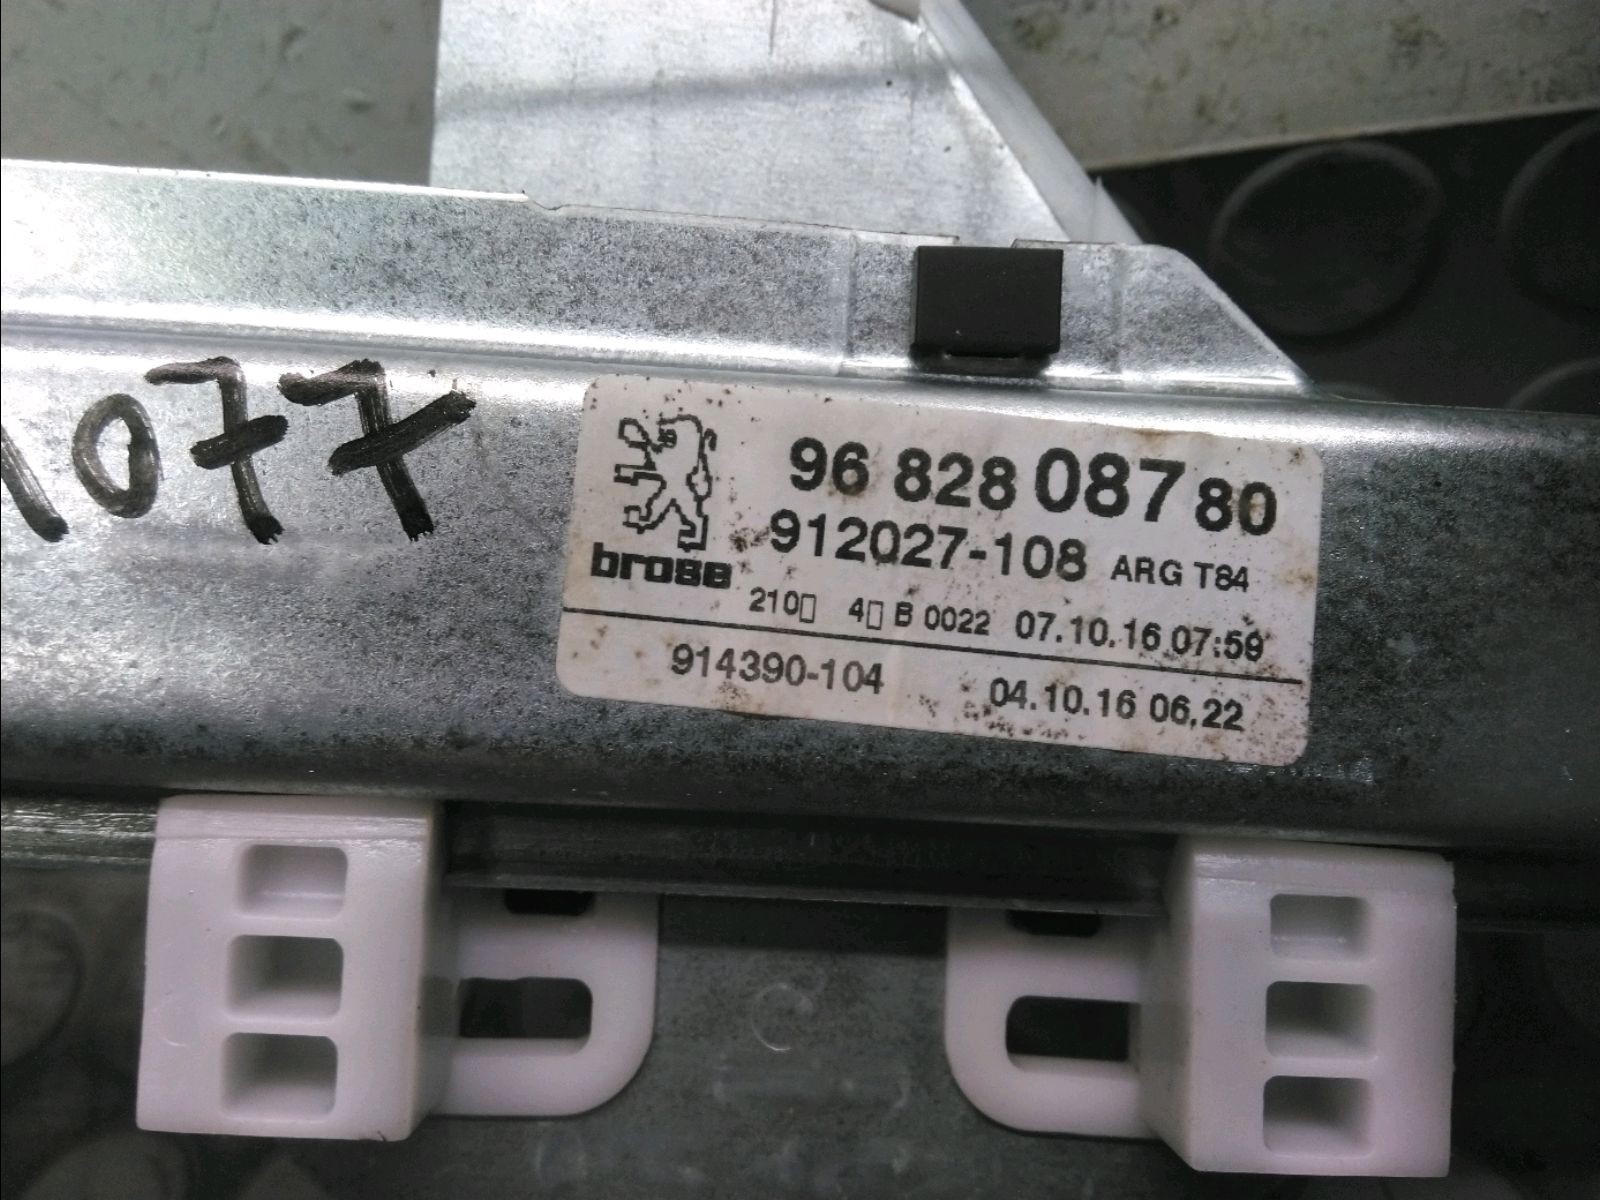 1077
96 828 087 80
912027-108 ARG T84
brose
210▯ 4▯ B 0022 07.10.16 07:59
914390-104 04.10.16 06,22